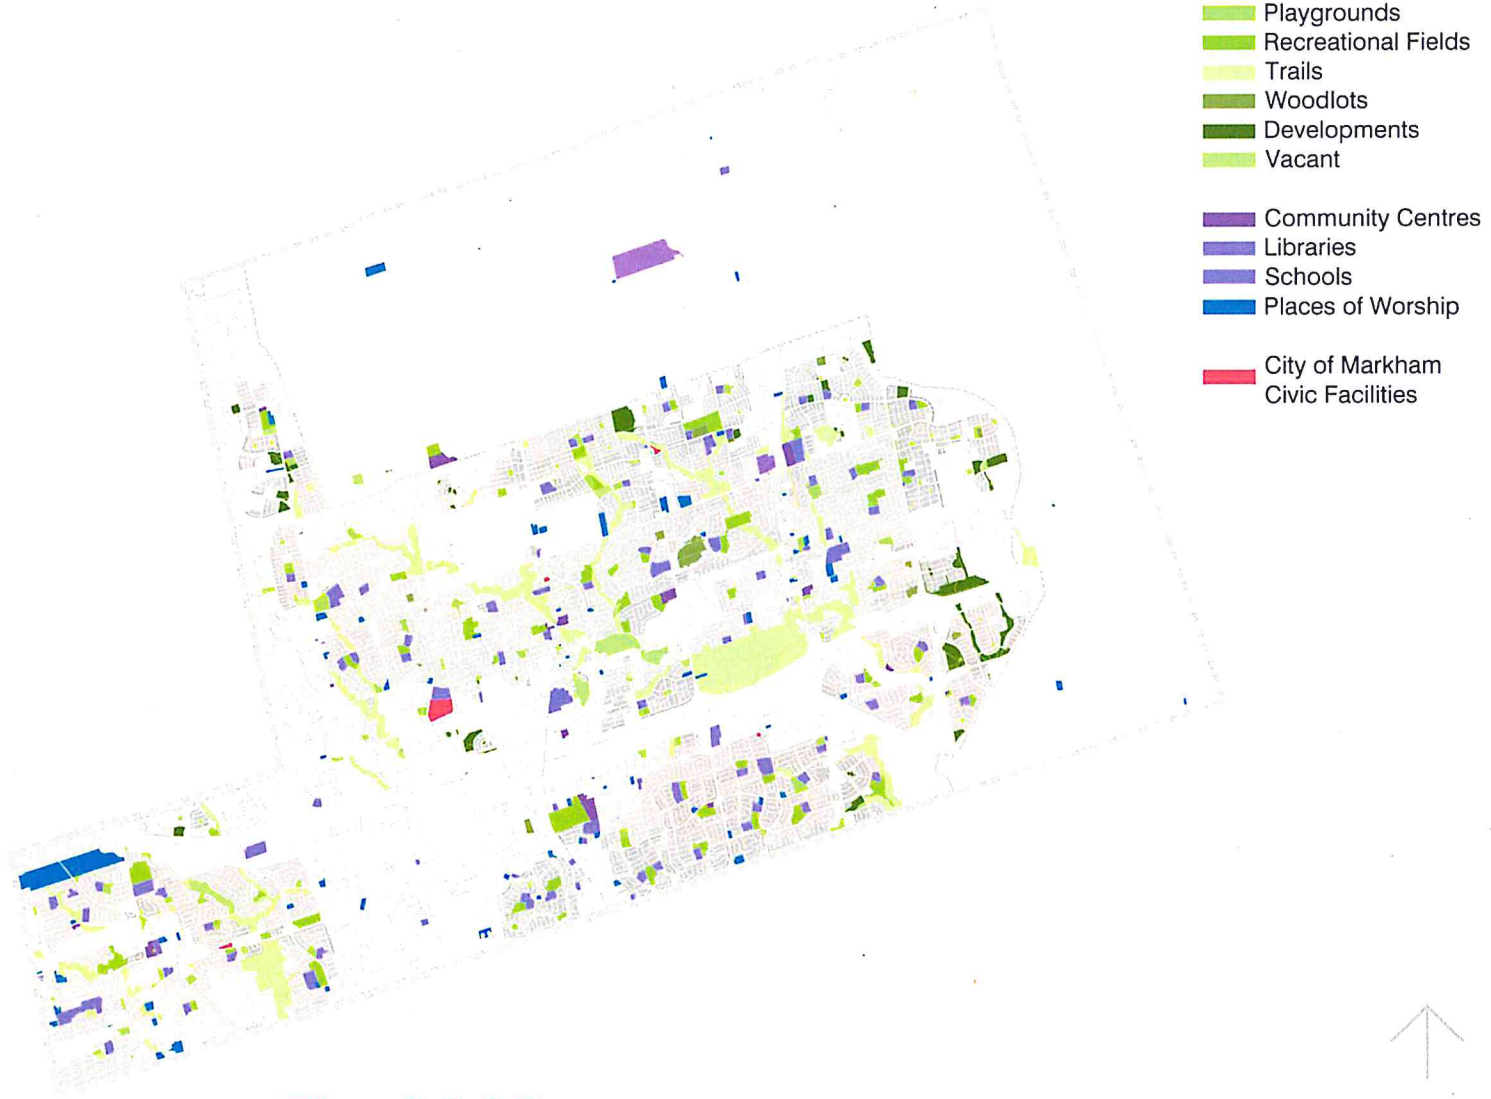 Playgrounds
Recreational Fields
Trails
Woodlots
Developments
Vacant
Community Centres
Libraries
Schools
Places of Worship
City of Markham
Civic Facilities